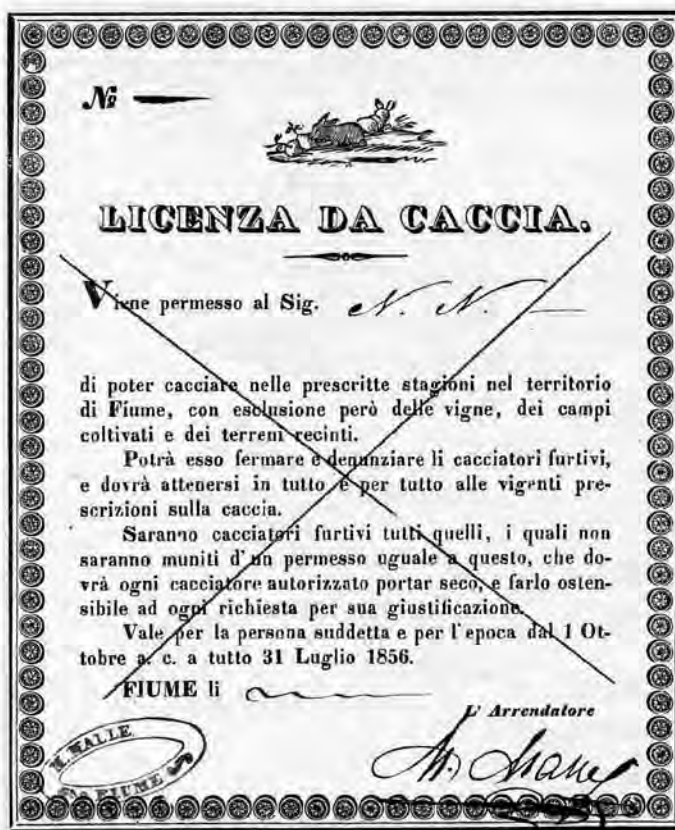 №
LICENZA DA CACCIA.
Viene permesso al Sig. N. N.
di poter cacciare nelle prescritte stagioni nel territorio
di Fiume, con esclusione però delle vigne, dei campi
coltivati e dei terreni recinti.
Potrà esso fermare e denunziare li cacciatori furtivi,
e dovrà attenersi in tutto e per tutto alle vigenti pre-
scrizioni sulla caccia.
Saranno cacciatori furtivi tutti quelli, i quali non
saranno muniti d'un permesso uguale a questo, che do-
vrà ogni cacciatore autorizzato portar seco, e farlo osten-
sibile ad ogni richiesta per sua giustificazione.
Vale per la persona suddetta e per l'epoca dal 1 Ot-
tobre a. c. a tutto 31 Luglio 1856.
FIUME li
L' Arrendatore
HALLE
FIUME